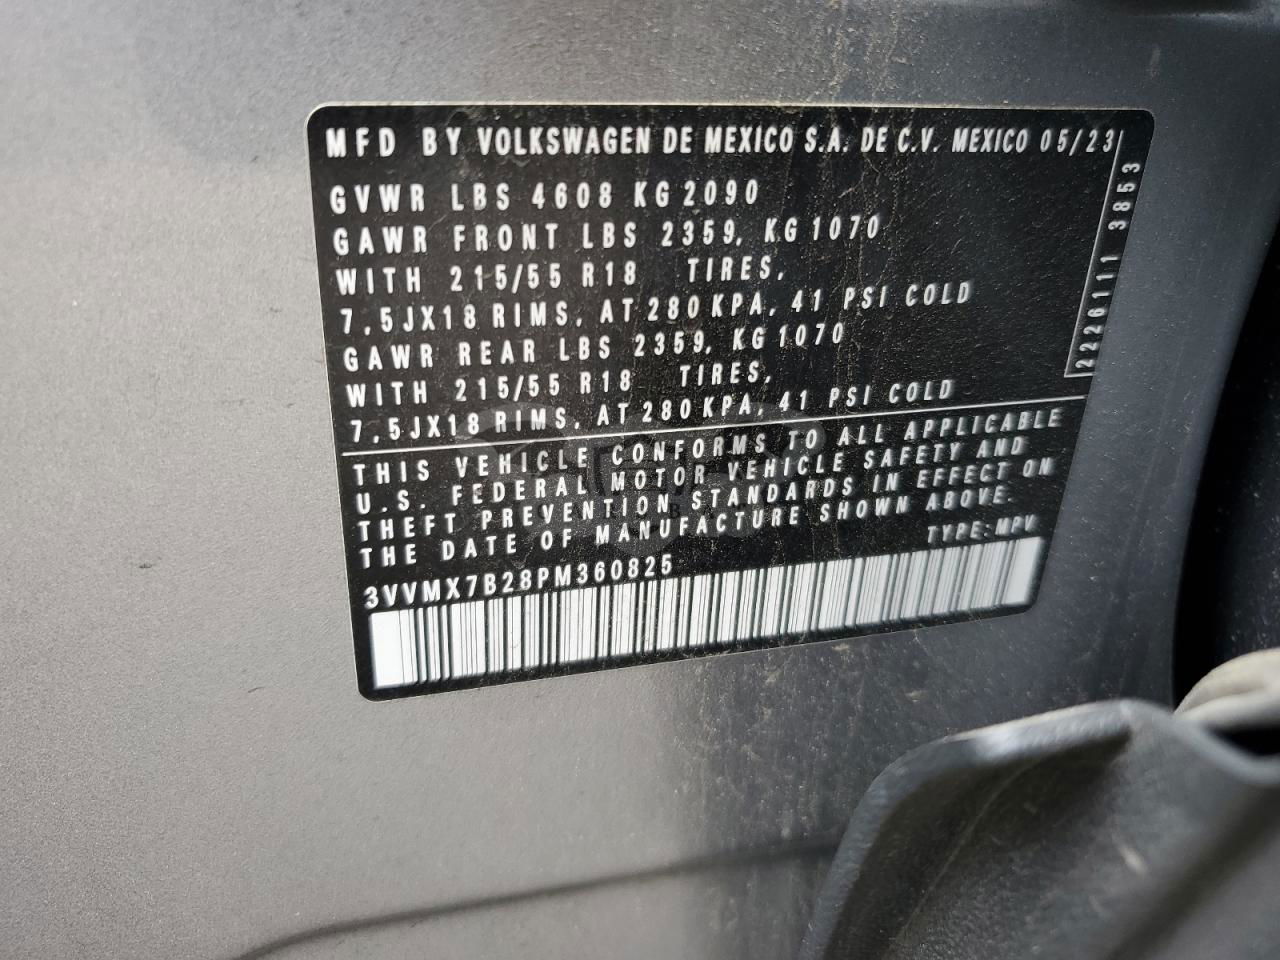 MFD BY VOLKSWAGEN DE MEXICO S.A. DE C.V. MEXICO 05/23
GVWR LBS 4608 KG 2090
GAWR FRONT LBS 2359, KG 1070
WITH 215/55 R18 TIRES,
7,5JX18 RIMS, AT 280 KPA, 41 PSI COLD
GAWR REAR LBS 2359, KG 1070
WITH 215/55 R18 TIRES,
7,5JX18 RIMS, AT 280 KPA, 41 PSI COLD
2226111 3853
THIS VEHICLE CONFORMS TO ALL APPLICABLE
U.S. FEDERAL MOTOR VEHICLE SAFETY AND
THEFT PREVENTION STANDARDS IN EFFECT ON
THE DATE OF MANUFACTURE SHOWN ABOVE.
TYPE: MPV
3VVMX7B28PM360825